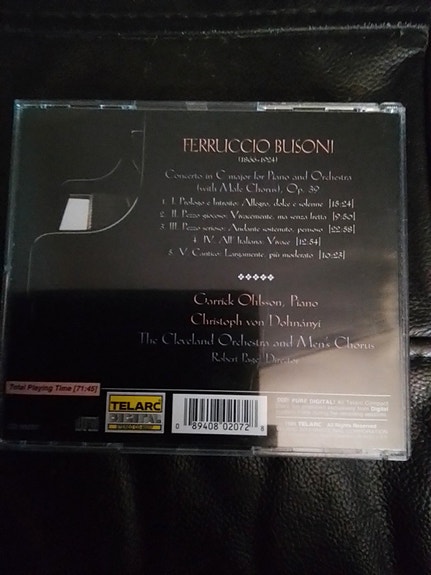 FERRUCCIO BUSONI
(1866-1924)
Concerto in C major for Piano and Orchestra
(with Male Chorus), Op. 39
1. I. Prologo e Introito: Allegro, dolce e solenne [15:24]
2. II. Pezzo giocoso: Vivacemente, ma senza fretta [9:50]
3. III. Pezzo serioso: Andante sostenuto, pensoso [22:58]
4. IV. All' Italiana: Vivace [12:54]
5. V. Cantico: Largamente, più moderato [10:23]
Garrick Ohlsson, Piano
Christoph von Dohnányi
The Cleveland Orchestra and Men's Chorus
Robert Page, Director
Total Playing Time [71:45]
TELARC
DIGITAL
0 89408 02072 8
DDD PURE DIGITAL!
TELARC All Rights Reserved